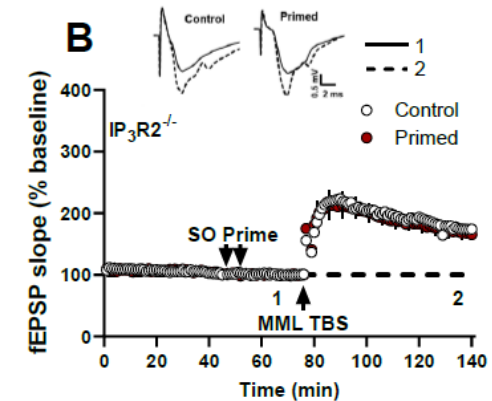 B
Control
Primed
0.5 mV
2 ms
1
2
Control
Primed
IP3R2-/-
SO Prime
1
2
MML TBS
fEPSP slope (% baseline)
400
300
200
100
0
0
20
40
60
80
100
120
140
Time (min)